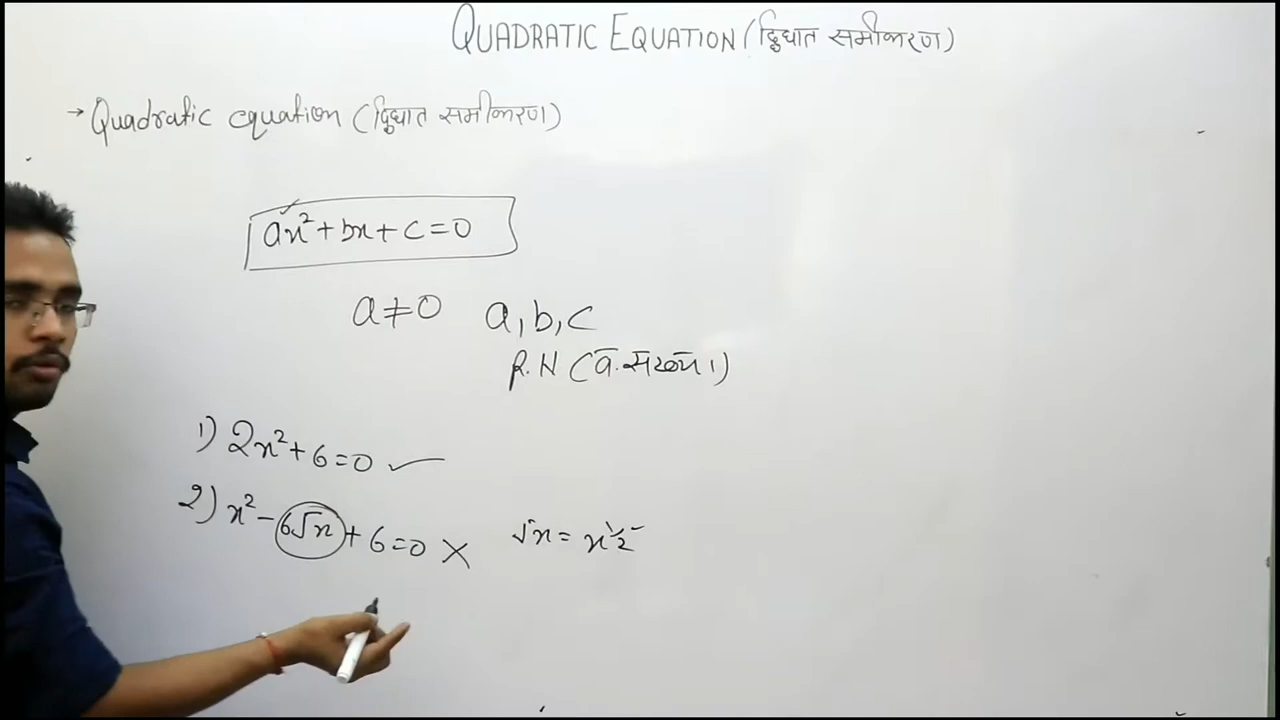 QUADRATIC EQUATION (द्विघात समीकरण)
→ Quadratic equation (द्विघात समीकरण)
ax²+bx+c=0
a≠0 a, b, c
R.N (वा.संख्या)
1) 2x²+6=0 ✓
2) x²-6√x+6=0 × √x = x^1/2